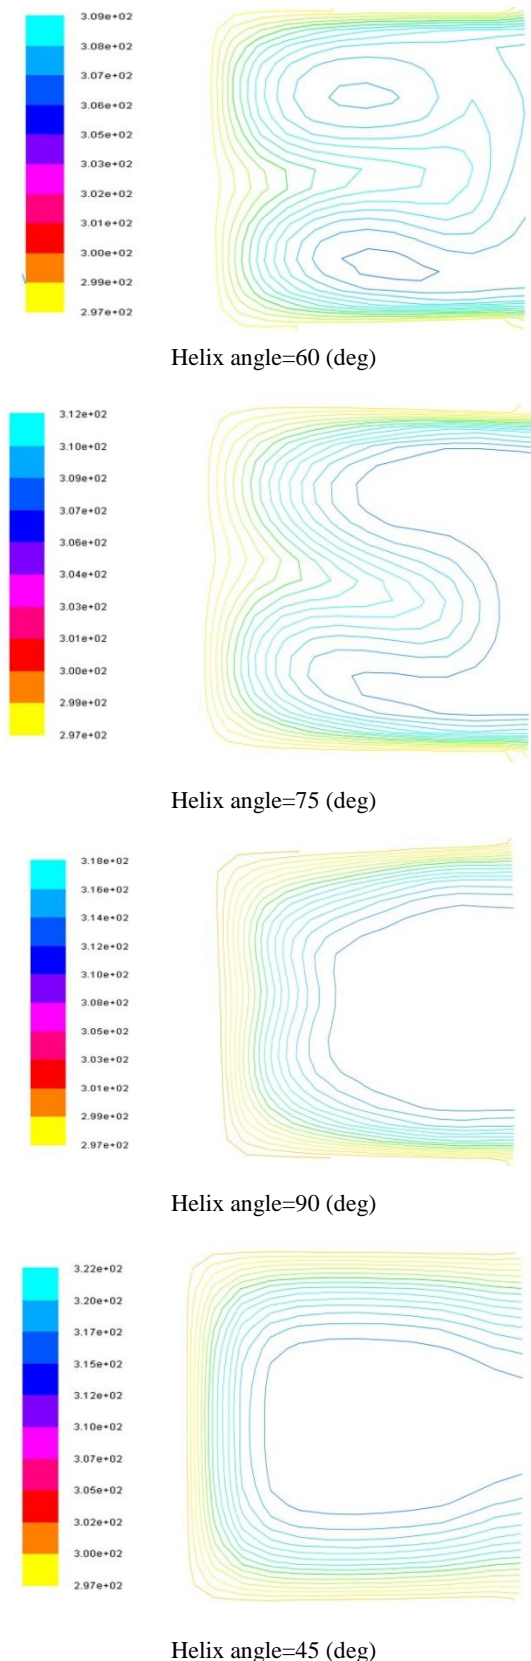 3.09e+02
3.08e+02
3.07e+02
3.06e+02
3.05e+02
3.03e+02
3.02e+02
3.01e+02
3.00e+02
2.99e+02
2.97e+02
Helix angle=60 (deg)
3.12e+02
3.10e+02
3.09e+02
3.07e+02
3.06e+02
3.04e+02
3.03e+02
3.01e+02
3.00e+02
2.99e+02
2.97e+02
Helix angle=75 (deg)
3.18e+02
3.16e+02
3.14e+02
3.12e+02
3.10e+02
3.08e+02
3.05e+02
3.03e+02
3.01e+02
2.99e+02
2.97e+02
Helix angle=90 (deg)
3.22e+02
3.20e+02
3.17e+02
3.15e+02
3.12e+02
3.10e+02
3.07e+02
3.05e+02
3.02e+02
3.00e+02
2.97e+02
Helix angle=45 (deg)